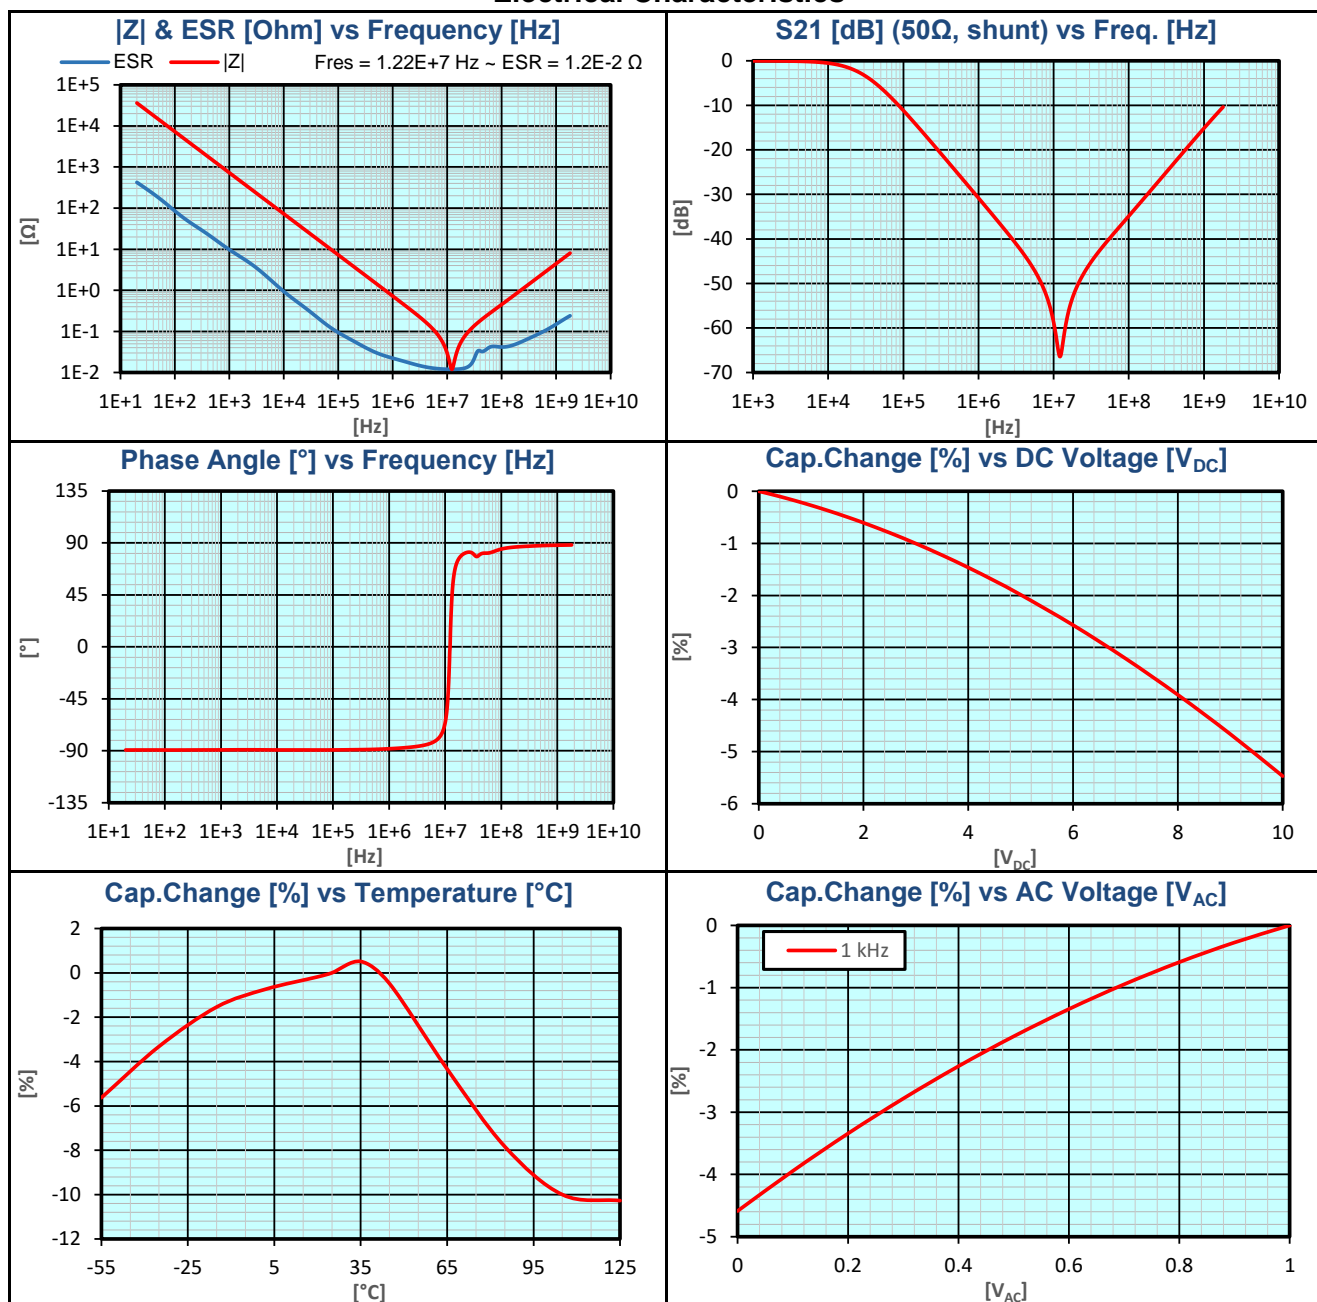 |Z| & ESR [Ohm] vs Frequency [Hz]
ESR |Z| Fres = 1.22E+7 Hz ~ ESR = 1.2E-2 Ω
1E+5
1E+4
1E+3
1E+2
1E+1
1E+0
1E-1
1E-2
[Ω]
1E+1 1E+2 1E+3 1E+4 1E+5 1E+6 1E+7 1E+8 1E+9 1E+10
[Hz]
S21 [dB] (50Ω, shunt) vs Freq. [Hz]
0
-10
-20
-30
-40
-50
-60
-70
[dB]
1E+3 1E+4 1E+5 1E+6 1E+7 1E+8 1E+9 1E+10
[Hz]
Phase Angle [°] vs Frequency [Hz]
135
90
45
0
-45
-90
-135
[°]
1E+1 1E+2 1E+3 1E+4 1E+5 1E+6 1E+7 1E+8 1E+9 1E+10
[Hz]
Cap.Change [%] vs DC Voltage [VDC]
0
-1
-2
-3
-4
-5
-6
[%]
0 2 4 6 8 10
[VDC]
Cap.Change [%] vs Temperature [°C]
2
0
-2
-4
-6
-8
-10
-12
[%]
-55 -25 5 35 65 95 125
[°C]
Cap.Change [%] vs AC Voltage [VAC]
1 kHz
0
-1
-2
-3
-4
-5
[%]
0 0.2 0.4 0.6 0.8 1
[VAC]